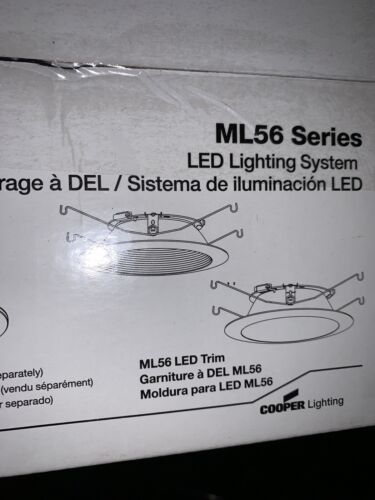 ML56 Series
LED Lighting System
rage à DEL / Sistema de iluminación LED
ML56 LED Trim
Garniture à DEL ML56
Moldura para LED ML56
eparately)
(vendu séparément)
r separado)
COOPER Lighting